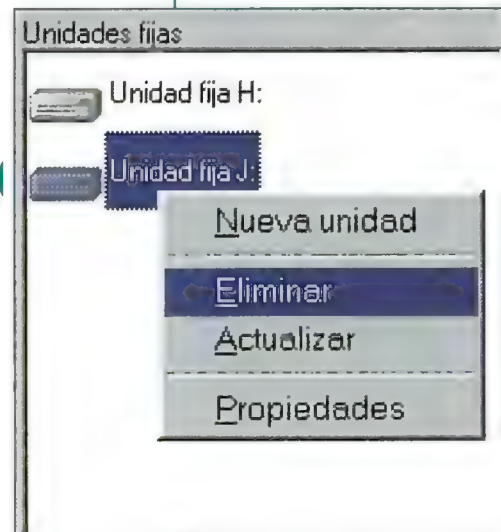 Unidades fijas
Unidad fija H:
Unidad fija J:
Nueva unidad
Eliminar
Actualizar
Propiedades